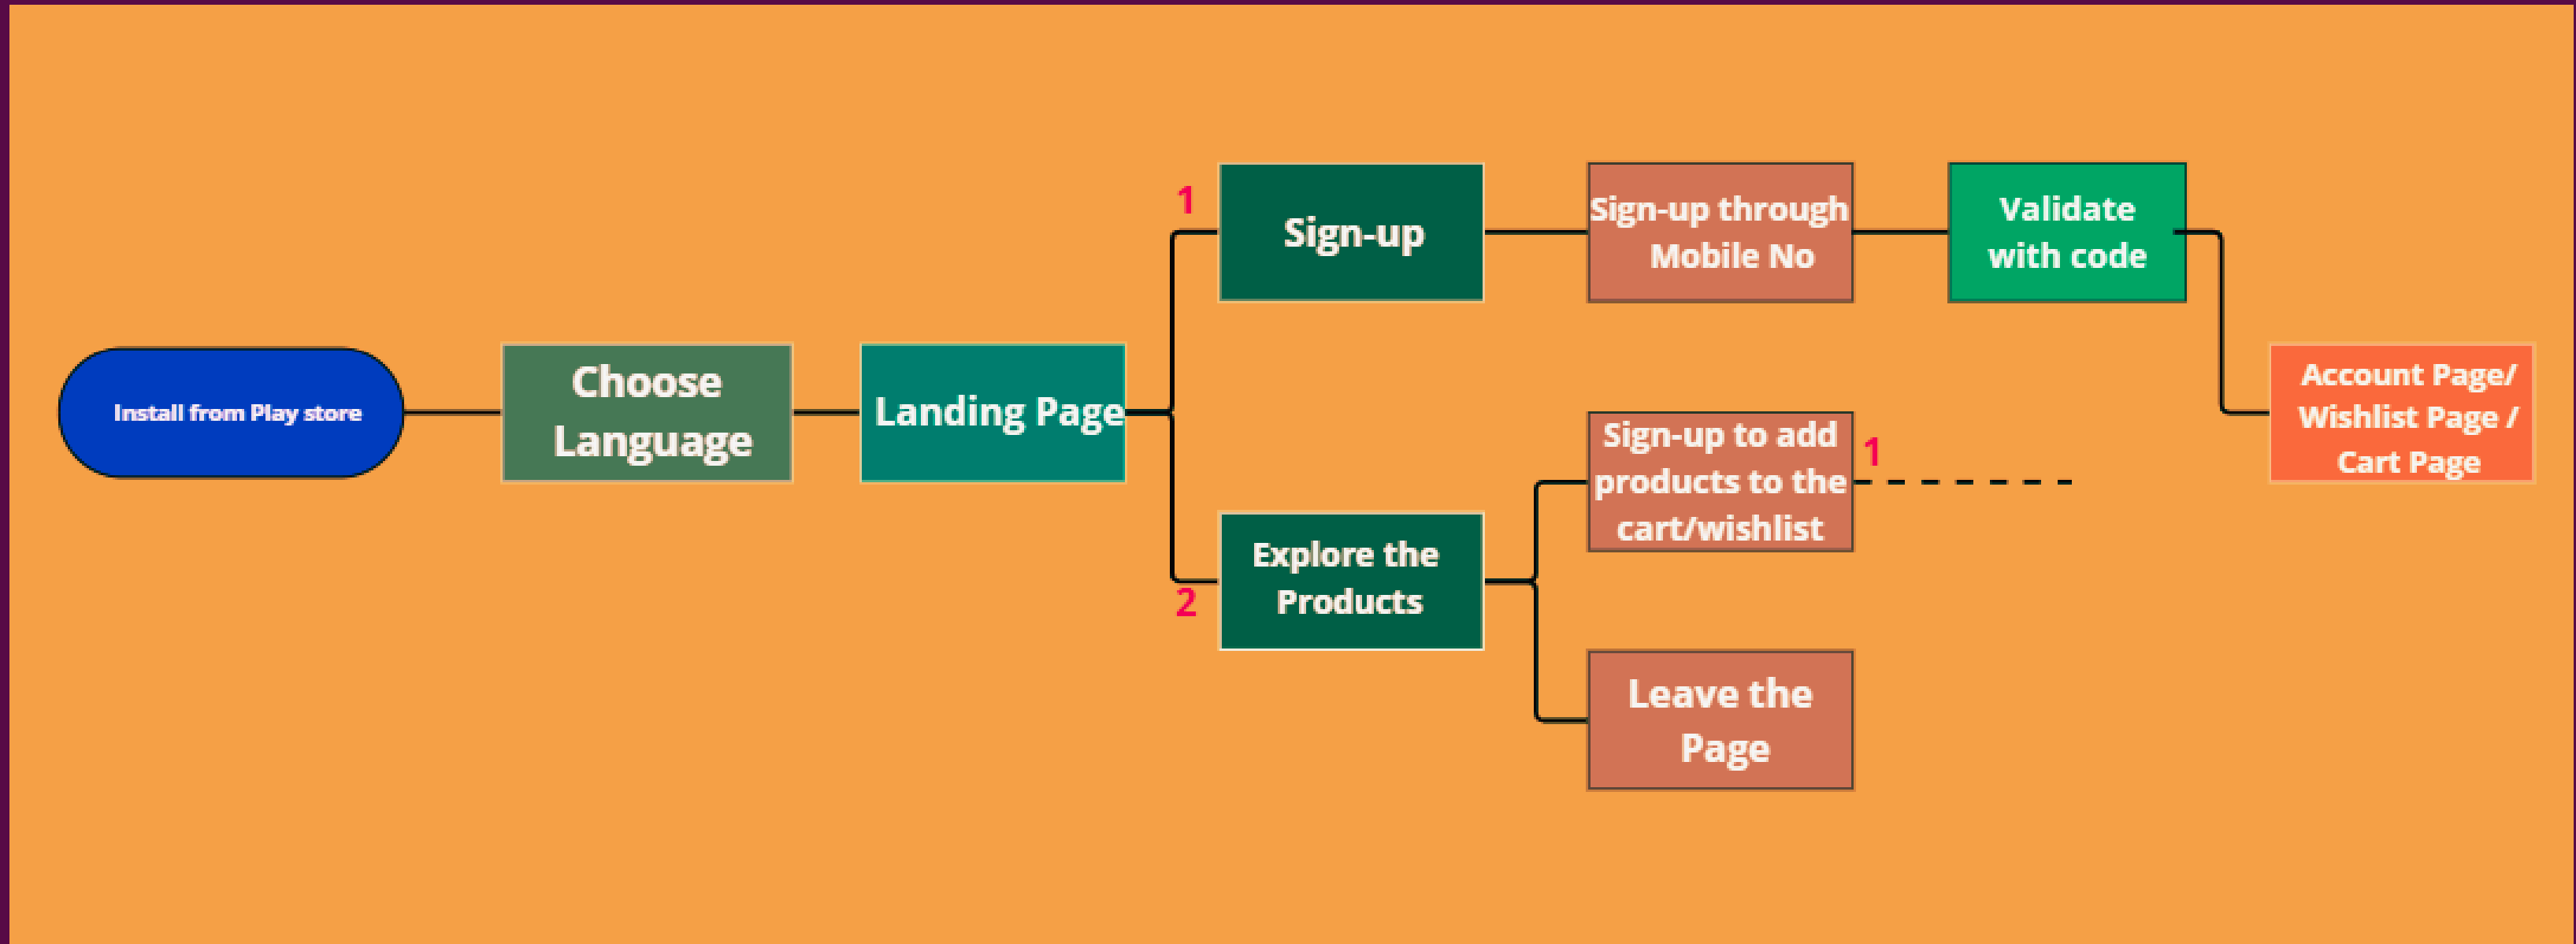 Install from Play store
Choose
Language
Landing Page
1
Sign-up
Sign-up through
Mobile No
Validate
with code
Account Page/
Wishlist Page /
Cart Page
2
Explore the
Products
Sign-up to add
products to the
cart/wishlist
1
Leave the
Page